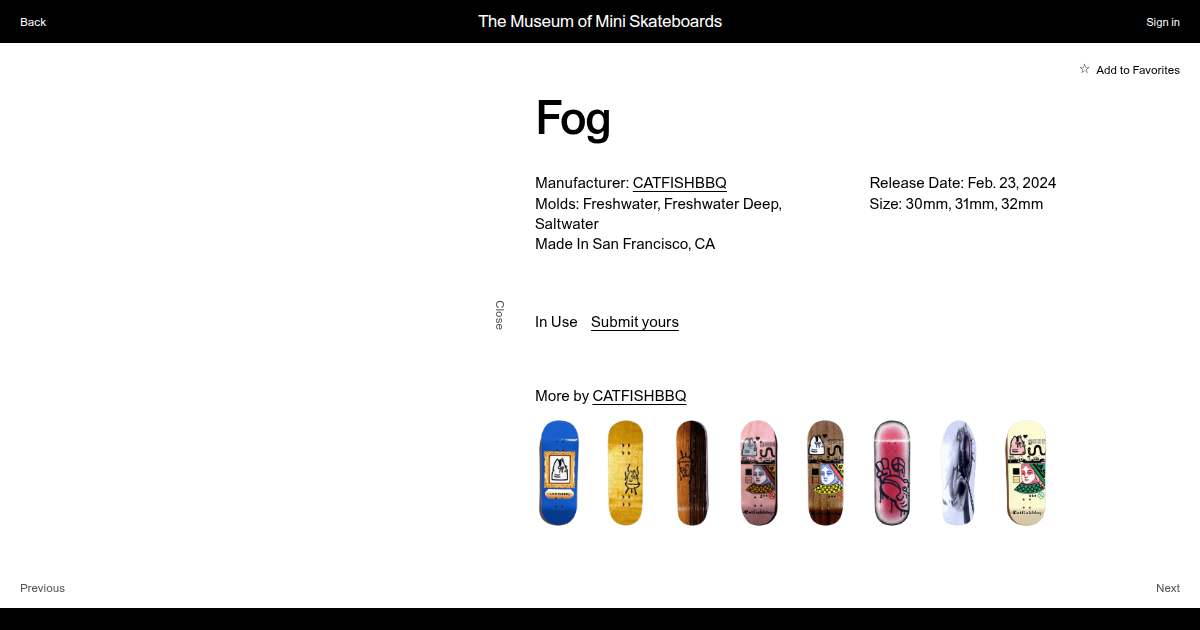 Back
The Museum of Mini Skateboards
Sign in
☆ Add to Favorites
Fog
Manufacturer: CATFISHBBQ
Molds: Freshwater, Freshwater Deep,
Saltwater
Made In San Francisco, CA
Release Date: Feb. 23, 2024
Size: 30mm, 31mm, 32mm
Close
In Use Submit yours
More by CATFISHBBQ
Previous
Next